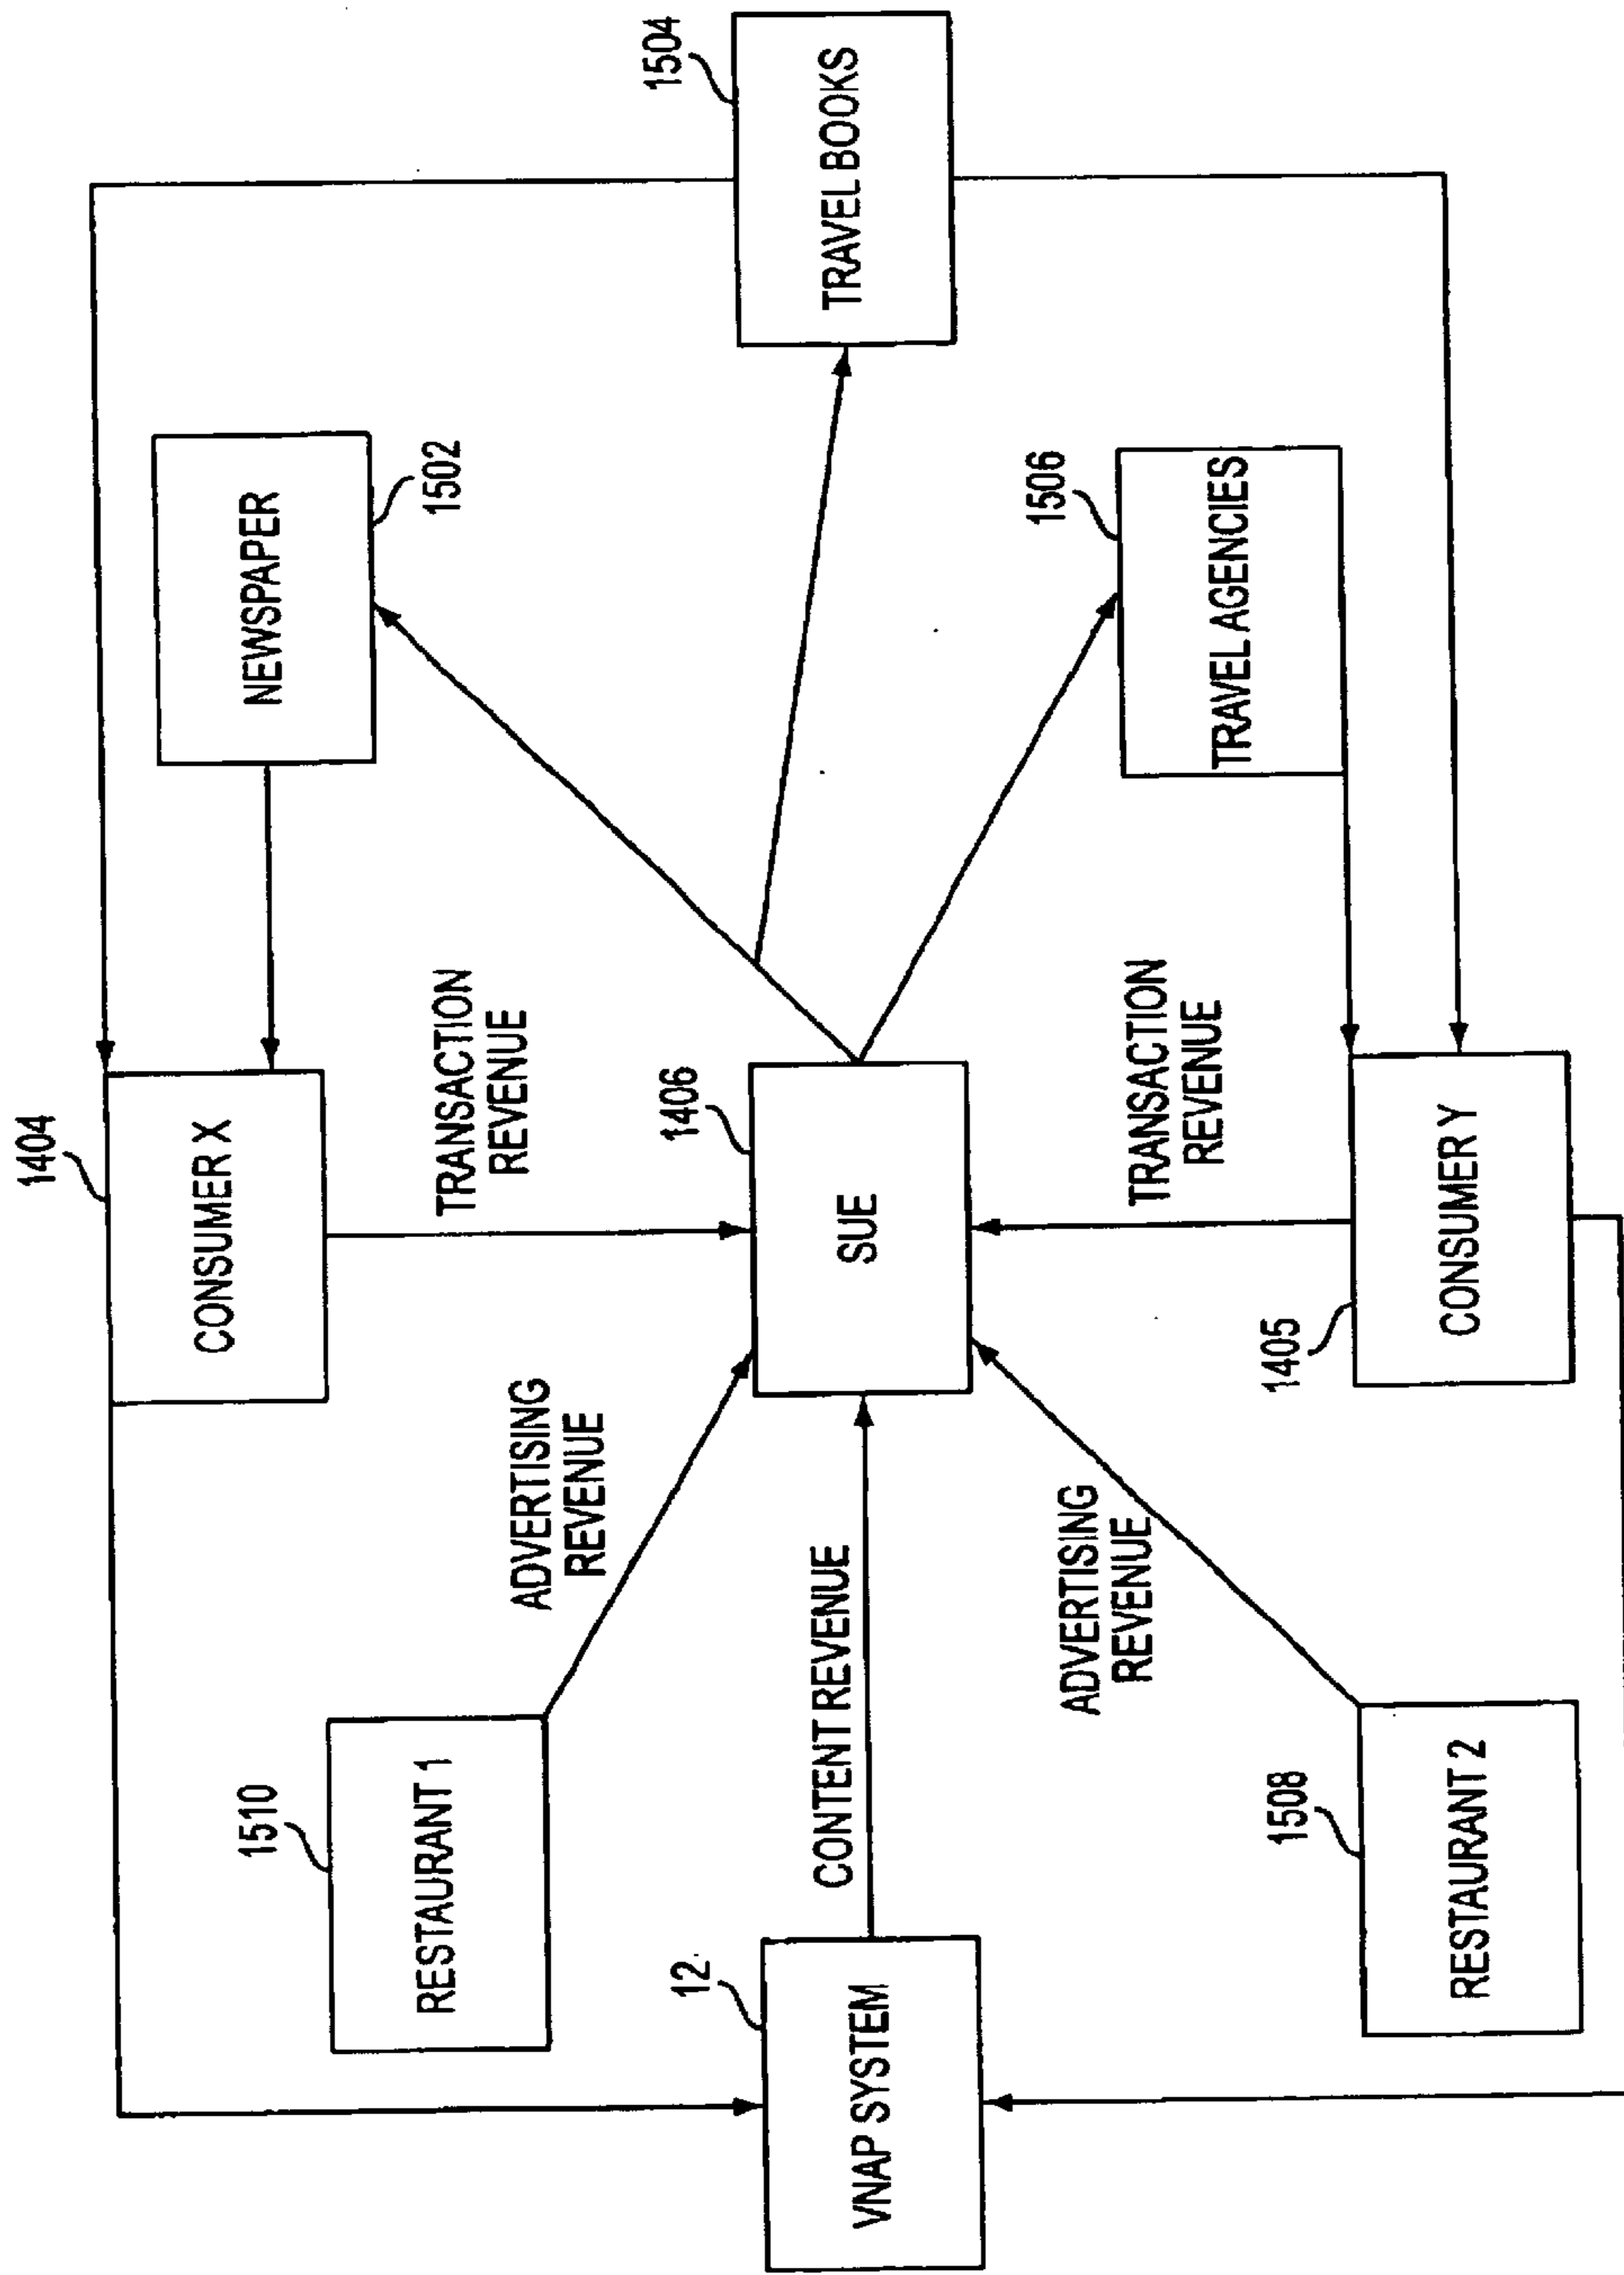 1404
CONSUMER X
NEWSPAPER
1502
1504
TRAVEL BOOKS
1510
RESTAURANT 1
ADVERTISING
REVENUE
TRANSACTION
REVENUE
12
VNAP SYSTEM
CONTENT REVENUE
1406
SUE
1506
TRAVEL AGENCIES
ADVERTISING
REVENUE
TRANSACTION
REVENUE
1508
RESTAURANT 2
1405
CONSUMER Y